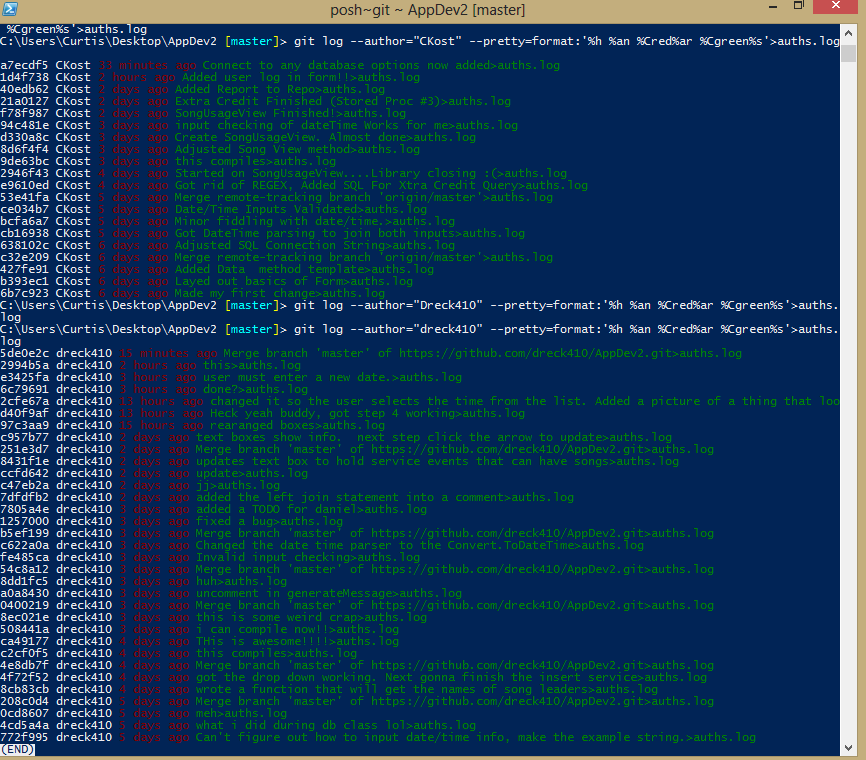 posh~git ~ AppDev2 [master]
 %Cgreen%s'>auths.log
C:\Users\Curtis\Desktop\AppDev2 [master]> git log --author="CKost" --pretty=format:'%h %an %Cred%ar %Cgreen%s'>auths.log
a7ecdf5 CKost 33 minutes ago Connect to any database options now added>auths.log
1d4f738 CKost 2 hours ago Added user log in form!!>auths.log
40edb62 CKost 2 days ago Added Report to Repo>auths.log
21a0127 CKost 2 days ago Extra Credit Finished (Stored Proc #3)>auths.log
f78f987 CKost 2 days ago SongUsageView Finished!>auths.log
94c481e CKost 3 days ago input checking of dateTime Works for me>auths.log
d330a8c CKost 3 days ago Create SongUsageView. Almost done>auths.log
8d6f4f4 CKost 3 days ago Adjusted Song View method>auths.log
9de63bc CKost 3 days ago this compiles>auths.log
2946f43 CKost 4 days ago Started on SongUsageView....Library closing :(>auths.log
e9610ed CKost 4 days ago Got rid of REGEX, Added SQL For Xtra Credit Query>auths.log
53e41fa CKost 5 days ago Merge remote-tracking branch 'origin/master'>auths.log
ce034b7 CKost 5 days ago Date/Time Inputs Validated>auths.log
bcfa6a7 CKost 5 days ago Minor fiddling with date/time.>auths.log
cb16938 CKost 5 days ago Got DateTime parsing to join both inputs>auths.log
638102c CKost 6 days ago Adjusted SQL Connection String>auths.log
c32e209 CKost 6 days ago Merge remote-tracking branch 'origin/master'>auths.log
427fe91 CKost 6 days ago Added Data  method template>auths.log
b393ec1 CKost 6 days ago Layed out basics of Form>auths.log
6b7c923 CKost 6 days ago Made my first change>auths.log
C:\Users\Curtis\Desktop\AppDev2 [master]> git log --author="Dreck410" --pretty=format:'%h %an %Cred%ar %Cgreen%s'>auths.
log
C:\Users\Curtis\Desktop\AppDev2 [master]> git log --author="dreck410" --pretty=format:'%h %an %Cred%ar %Cgreen%s'>auths.
log
5de0e2c dreck410 15 minutes ago Merge branch 'master' of https://github.com/dreck410/AppDev2.git>auths.log
2994b5a dreck410 2 hours ago this>auths.log
e3425fa dreck410 3 hours ago user must enter a new date.>auths.log
6c79691 dreck410 3 hours ago done?>auths.log
2cfe67a dreck410 13 hours ago changed it so the user selects the time from the list. Added a picture of a thing that loo
d40f9af dreck410 13 hours ago Heck yeah buddy, got step 4 working>auths.log
97c3aa9 dreck410 15 hours ago rearanged boxes>auths.log
c957b77 dreck410 2 days ago text boxes show info.  next step click the arrow to update>auths.log
251e3d7 dreck410 2 days ago Merge branch 'master' of https://github.com/dreck410/AppDev2.git>auths.log
8431f1e dreck410 2 days ago updates text box to hold service events that can have songs>auths.log
ccfd642 dreck410 2 days ago update>auths.log
c47eb2a dreck410 2 days ago jj>auths.log
7dfdfb2 dreck410 2 days ago added the left join statement into a comment>auths.log
7805a4e dreck410 3 days ago added a TODO for daniel>auths.log
1257000 dreck410 3 days ago fixed a bug>auths.log
b5ef199 dreck410 3 days ago Merge branch 'master' of https://github.com/dreck410/AppDev2.git>auths.log
c622a0a dreck410 3 days ago Changed the date time parser to the Convert.ToDateTime>auths.log
fe485ca dreck410 3 days ago Invalid input checking>auths.log
54c8a12 dreck410 3 days ago Merge branch 'master' of https://github.com/dreck410/AppDev2.git>auths.log
8dd1fc5 dreck410 3 days ago huh>auths.log
a0a8430 dreck410 3 days ago uncomment in generateMessage>auths.log
0400219 dreck410 3 days ago Merge branch 'master' of https://github.com/dreck410/AppDev2.git>auths.log
8ec021e dreck410 3 days ago this is some weird crap>auths.log
508441a dreck410 3 days ago i can compile now!!>auths.log
ca49177 dreck410 4 days ago THis is awesome!!!!>auths.log
c2cf0f5 dreck410 4 days ago this compiles>auths.log
4e8db7f dreck410 4 days ago Merge branch 'master' of https://github.com/dreck410/AppDev2.git>auths.log
4f72f52 dreck410 4 days ago got the drop down working. Next gonna finish the insert service>auths.log
8cb83cb dreck410 4 days ago wrote a function that will get the names of song leaders>auths.log
208c0d4 dreck410 5 days ago Merge branch 'master' of https://github.com/dreck410/AppDev2.git>auths.log
0cd8607 dreck410 5 days ago meh>auths.log
4cd5a4a dreck410 5 days ago what i did during db class lol>auths.log
772f995 dreck410 5 days ago Can't figure out how to input date/time info, make the example string.>auths.log
(END)